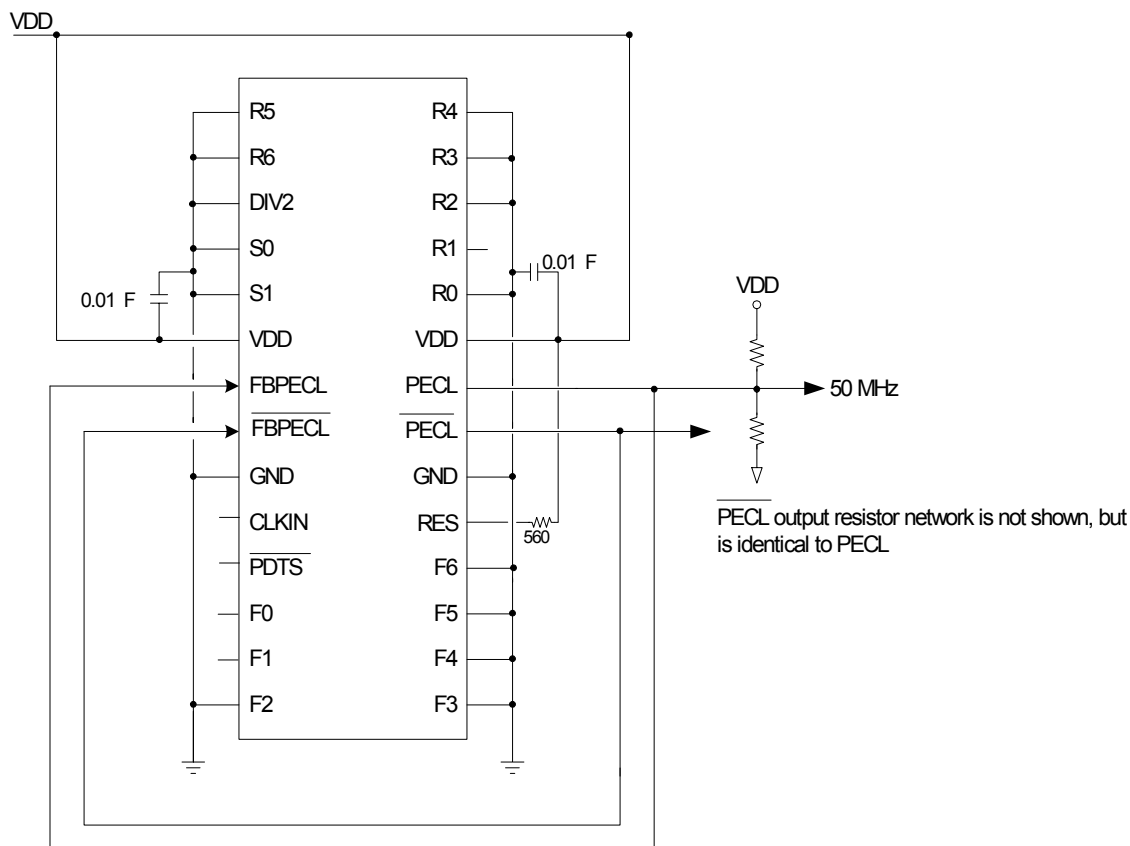 VDD
R5
R6
DIV2
S0
S1
VDD
FBPECL
FBPECL
GND
CLKIN
PDTS
F0
F1
F2
R4
R3
R2
R1
R0
VDD
PECL
PECL
GND
RES
F6
F5
F4
F3
0.01 F
0.01 F
560
VDD
50 MHz
PECL output resistor network is not shown, but
is identical to PECL